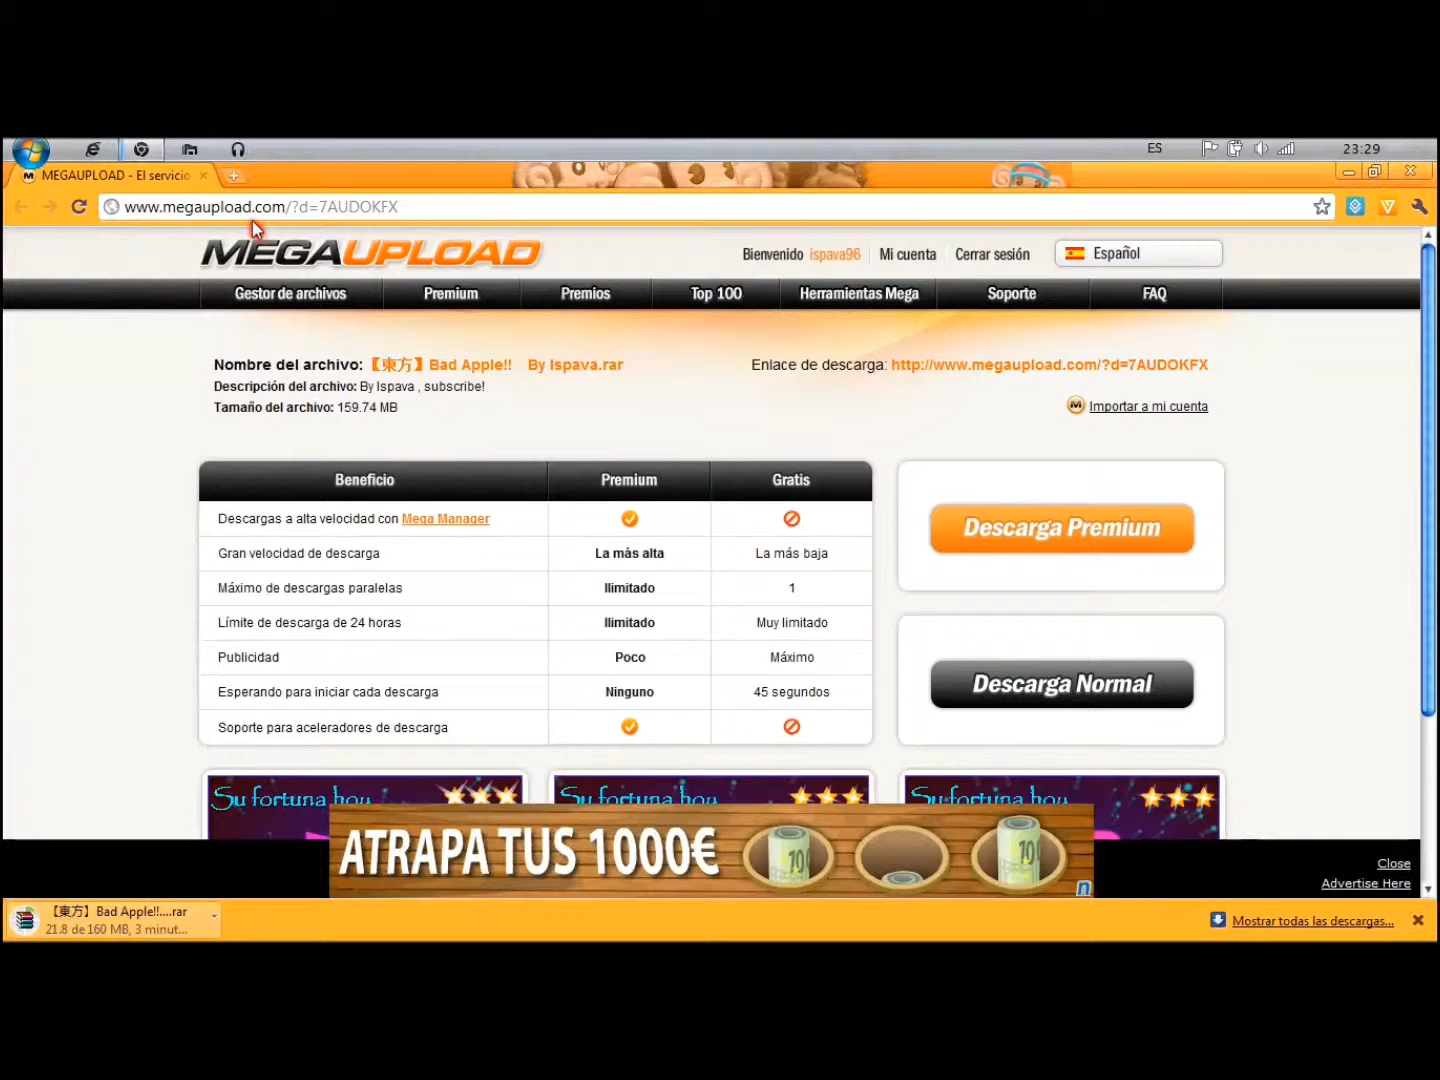 ES
23:29
MEGAUPLOAD - El servicio
www.megaupload.com/?d=7AUDOKFX
MEGAUPLOAD
Bienvenido ispava96 Mi cuenta Cerrar sesión
Español
Gestor de archivos Premium Premios Top 100 Herramientas Mega Soporte FAQ
Nombre del archivo: 【東方】Bad Apple!! By Ispava.rar
Enlace de descarga: http://www.megaupload.com/?d=7AUDOKFX
Descripción del archivo: By Ispava , subscribe!
Tamaño del archivo: 159.74 MB
Importar a mi cuenta
Beneficio Premium Gratis
Descargas a alta velocidad con Mega Manager
Gran velocidad de descarga La más alta La más baja
Máximo de descargas paralelas Ilimitado 1
Límite de descarga de 24 horas Ilimitado Muy limitado
Publicidad Poco Máximo
Esperando para iniciar cada descarga Ninguno 45 segundos
Soporte para aceleradores de descarga
Descarga Premium
Descarga Normal
Su fortuna hoy
Su fortuna hoy
Su fortuna hoy
ATRAPA TUS 1000€
Close
Advertise Here
【東方】Bad Apple!!....rar
21.8 de 160 MB, 3 minut...
Mostrar todas las descargas...